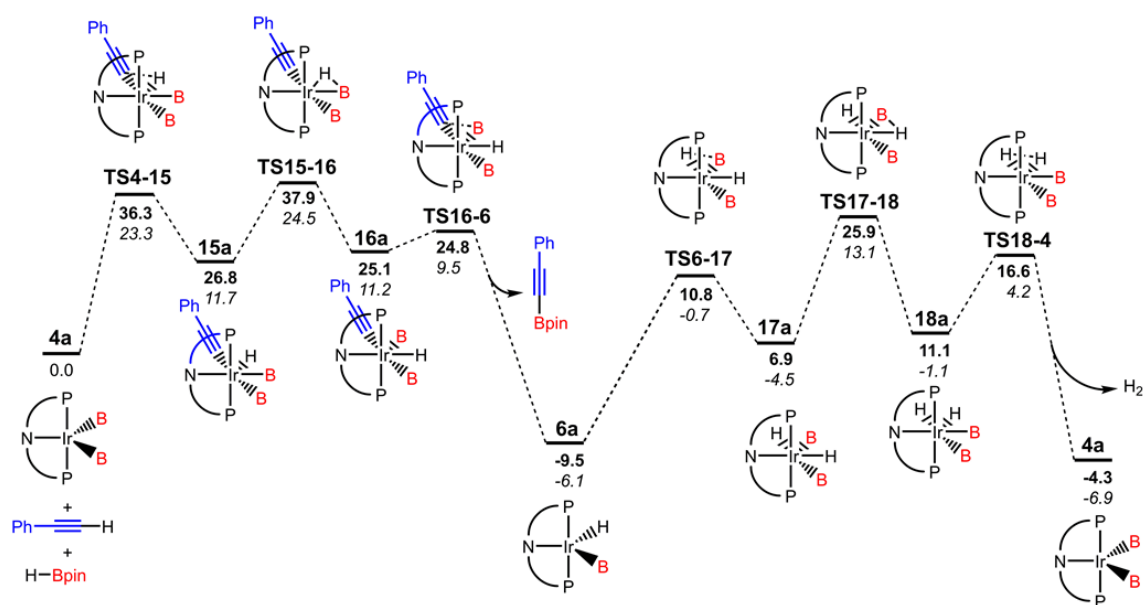 Ph
P
H
N
Ir
B
B
P
TS4-15
36.3
23.3
Ph
P
H
N
Ir
B
B
P
TS15-16
37.9
24.5
Ph
P
B
N
Ir
H
B
P
TS16-6
24.8
9.5
P
H
B
N
Ir
H
B
P
TS6-17
10.8
-0.7
P
H
B
N
Ir
H
B
P
TS17-18
25.9
13.1
P
H
H
N
Ir
B
B
P
TS18-4
16.6
4.2
4a
0.0
P
N
Ir
B
B
P
+
Ph
H
+
H
Bpin
15a
26.8
11.7
Ph
P
H
N
Ir
B
B
P
16a
25.1
11.2
Ph
P
B
N
Ir
H
B
P
Ph
Bpin
6a
-9.5
-6.1
P
H
N
Ir
B
P
17a
6.9
-4.5
P
H
B
N
Ir
H
B
P
18a
11.1
-1.1
P
H
H
N
Ir
B
B
P
H2
4a
-4.3
-6.9
P
N
Ir
B
B
P